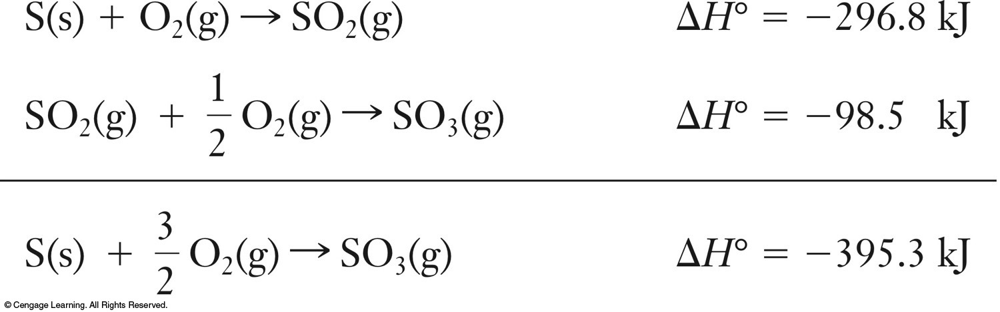 S(s) + O₂(g) → SO₂(g) ΔH° = −296.8 kJ
SO₂(g) + 1/2 O₂(g) → SO₃(g) ΔH° = −98.5 kJ
S(s) + 3/2 O₂(g) → SO₃(g) ΔH° = −395.3 kJ
© Cengage Learning. All Rights Reserved.